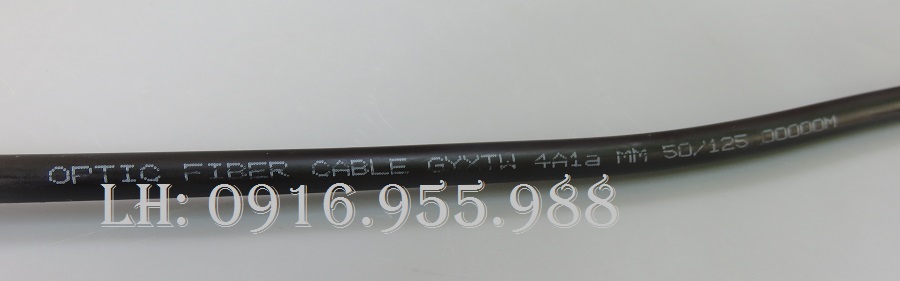 OPTIC FIBER CABLE GYYTW 4A1a MM 50/125 00000M
LH: 0916.955.988